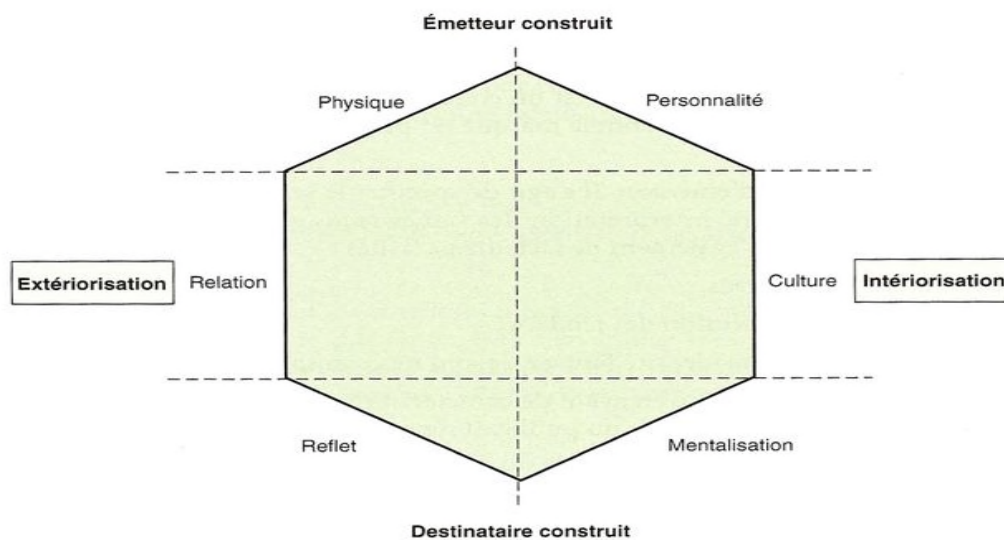 Émetteur construit
Physique
Personnalité
Extériorisation
Relation
Culture
Intériorisation
Reflet
Mentalisation
Destinataire construit